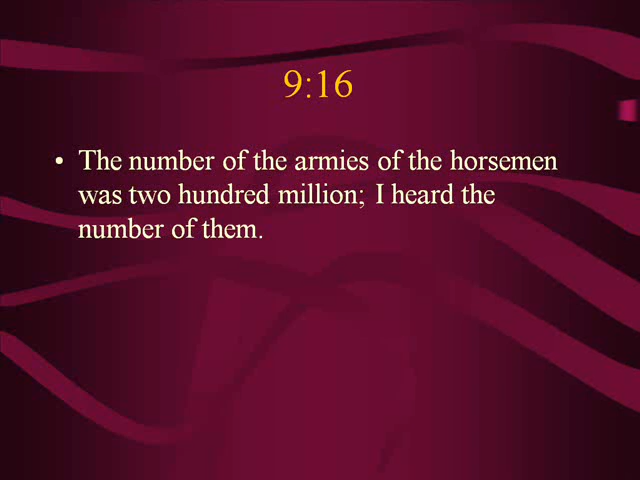 9:16
• The number of the armies of the horsemen
was two hundred million; I heard the
number of them.